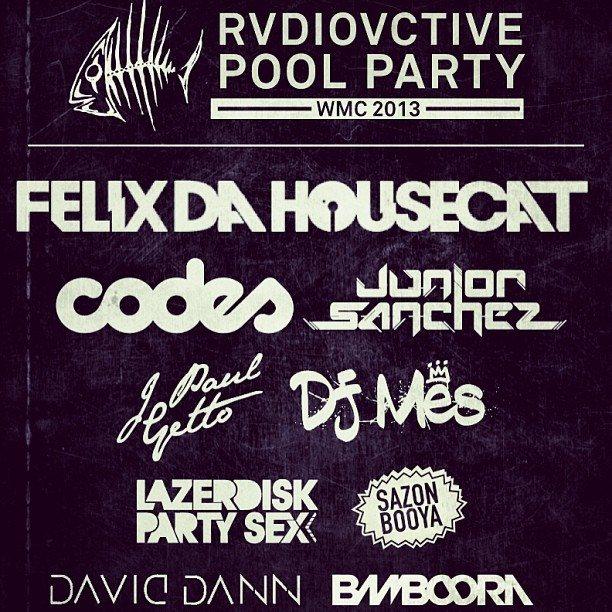 RVDIOVCTIVE
POOL PARTY
WMC 2013
FELIX DA HOUSECAT
codes
JUNIOR
SANCHEZ
J Paul
Getto
DJ Mes
LAZERDISK
PARTY SEX
SAZON
BOOYA
DAVID DANN
BAMBOORA